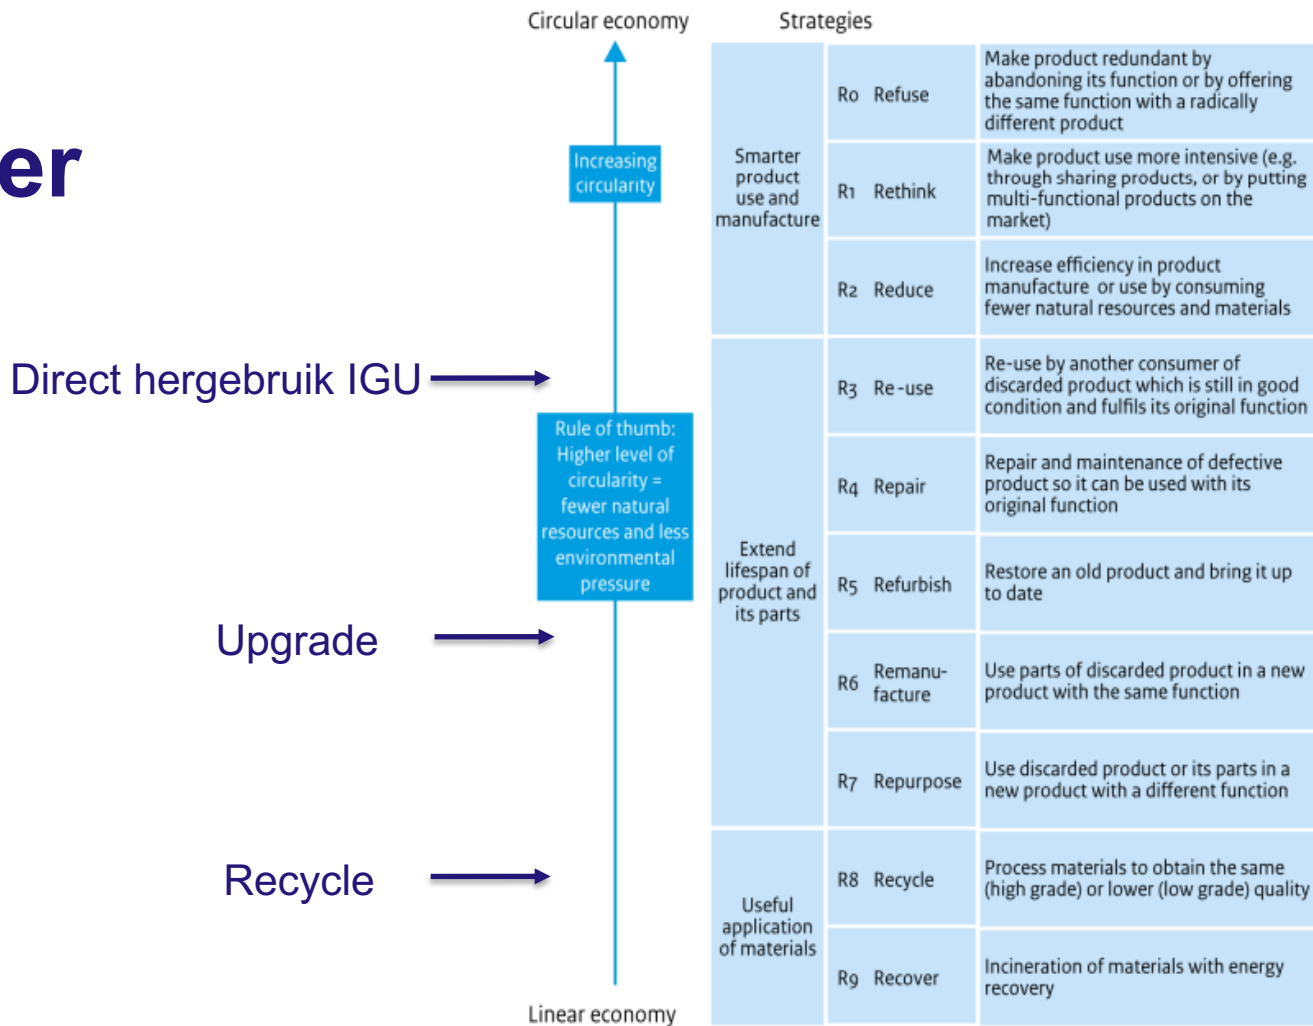 er
Direct hergebruik IGU
Upgrade
Recycle
Circular economy
Increasing
circularity
Rule of thumb:
Higher level of
circularity =
fewer natural
resources and less
environmental
pressure
Linear economy
Strategies
Smarter
product
use and
manufacture
R0 Refuse
Make product redundant by
abandoning its function or by offering
the same function with a radically
different product
R1 Rethink
Make product use more intensive (e.g.
through sharing products, or by putting
multi-functional products on the
market)
R2 Reduce
Increase efficiency in product
manufacture or use by consuming
fewer natural resources and materials
Extend
lifespan of
product and
its parts
R3 Re-use
Re-use by another consumer of
discarded product which is still in good
condition and fulfils its original function
R4 Repair
Repair and maintenance of defective
product so it can be used with its
original function
R5 Refurbish
Restore an old product and bring it up
to date
R6 Remanu-
facture
Use parts of discarded product in a new
product with the same function
R7 Repurpose
Use discarded product or its parts in a
new product with a different function
Useful
application
of materials
R8 Recycle
Process materials to obtain the same
(high grade) or lower (low grade) quality
R9 Recover
Incineration of materials with energy
recovery